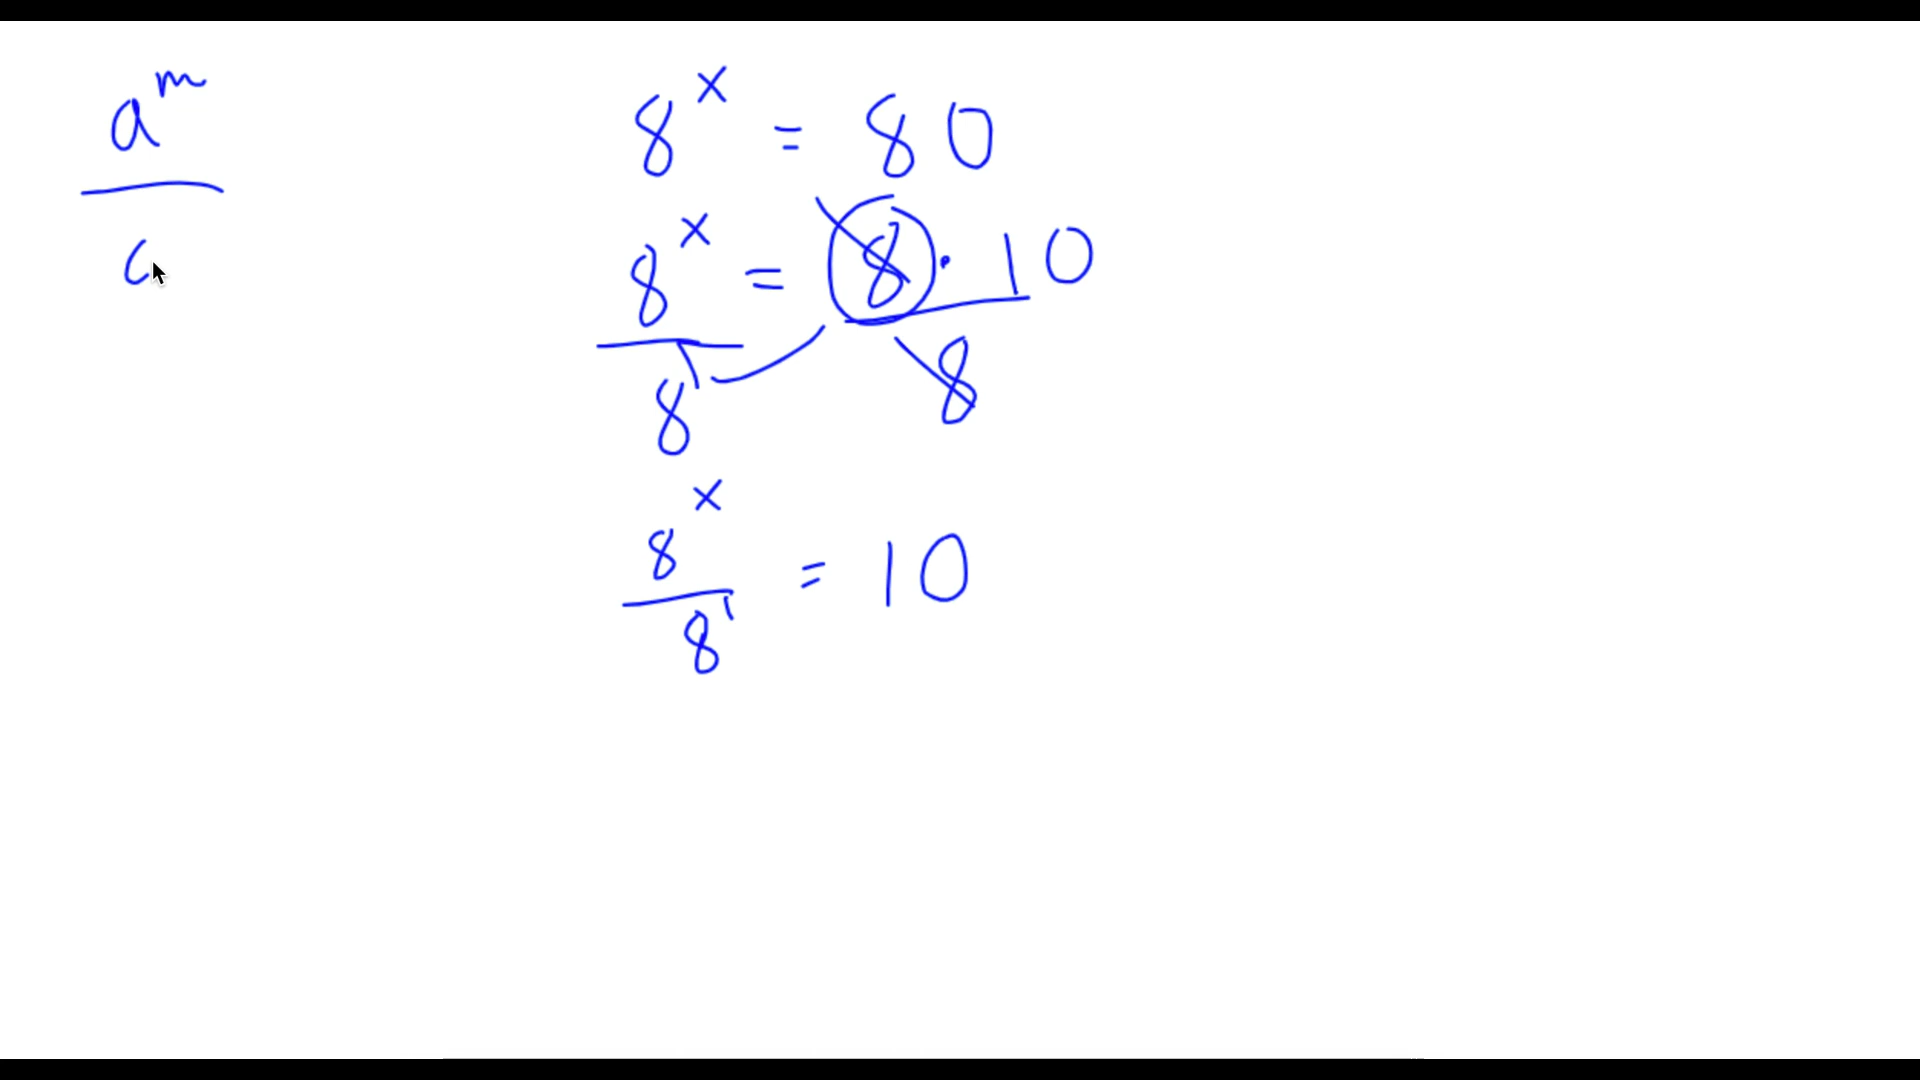 a^m
8^x = 80
8^x = 8 · 10
8^1 8
8^x
8^1 = 10